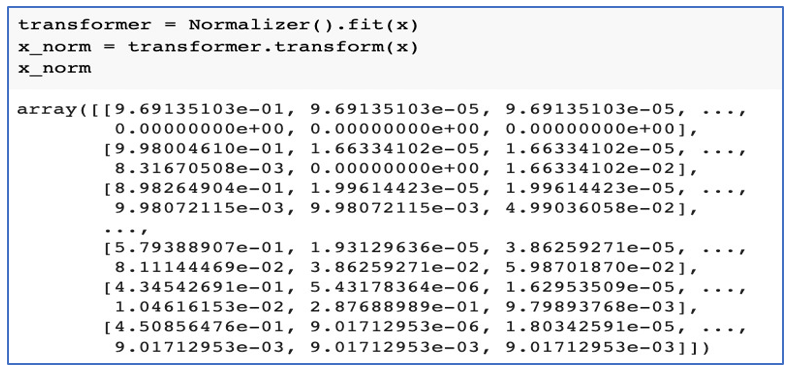 transformer = Normalizer().fit(x)
x_norm = transformer.transform(x)
x_norm
array([[9.69135103e-01, 9.69135103e-05, 9.69135103e-05, ...,
0.00000000e+00, 0.00000000e+00, 0.00000000e+00],
[9.98004610e-01, 1.66334102e-05, 1.66334102e-05, ...,
8.31670508e-03, 0.00000000e+00, 1.66334102e-02],
[8.98264904e-01, 1.99614423e-05, 1.99614423e-05, ...,
9.98072115e-03, 9.98072115e-03, 4.99036058e-02],
...,
[5.79388907e-01, 1.93129636e-05, 3.86259271e-05, ...,
8.11144469e-02, 3.86259271e-02, 5.98701870e-02],
[4.34542691e-01, 5.43178364e-06, 1.62953509e-05, ...,
1.04616153e-02, 2.87688989e-01, 9.79893768e-03],
[4.50856476e-01, 9.01712953e-06, 1.80342591e-05, ...,
9.01712953e-03, 9.01712953e-03, 9.01712953e-03]])